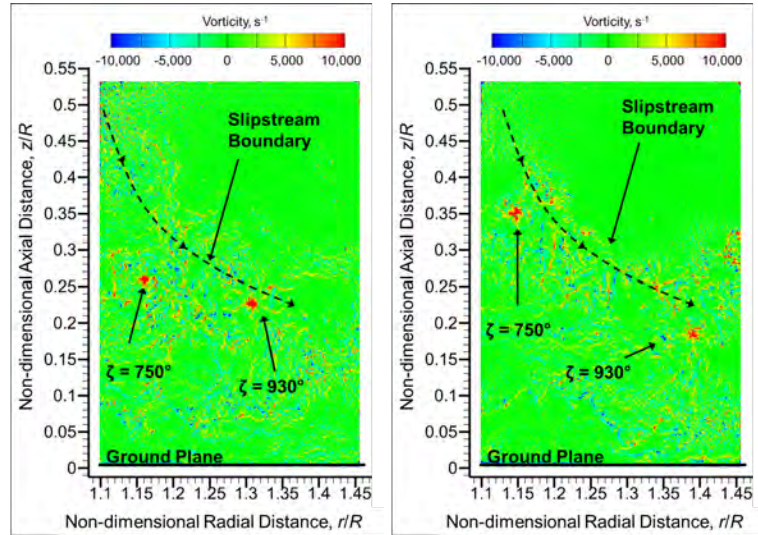 Vorticity, s⁻¹
-10,000 -5,000 0 5,000 10,000
Non-dimensional Axial Distance, z/R
0.55
0.5
0.45
0.4
0.35
0.3
0.25
0.2
0.15
0.1
0.05
0
Slipstream
Boundary
ζ = 750°
ζ = 930°
Ground Plane
1.1 1.15 1.25 1.2 1.3 1.35 1.4 1.45
Non-dimensional Radial Distance, r/R
Vorticity, s⁻¹
-10,000 -5,000 0 5,000 10,000
Non-dimensional Axial Distance, z/R
0.55
0.5
0.45
0.4
0.35
0.3
0.25
0.2
0.15
0.1
0.05
0
Slipstream
Boundary
ζ = 750°
ζ = 930°
Ground Plane
1.1 1.15 1.25 1.2 1.3 1.35 1.4 1.45
Non-dimensional Radial Distance, r/R